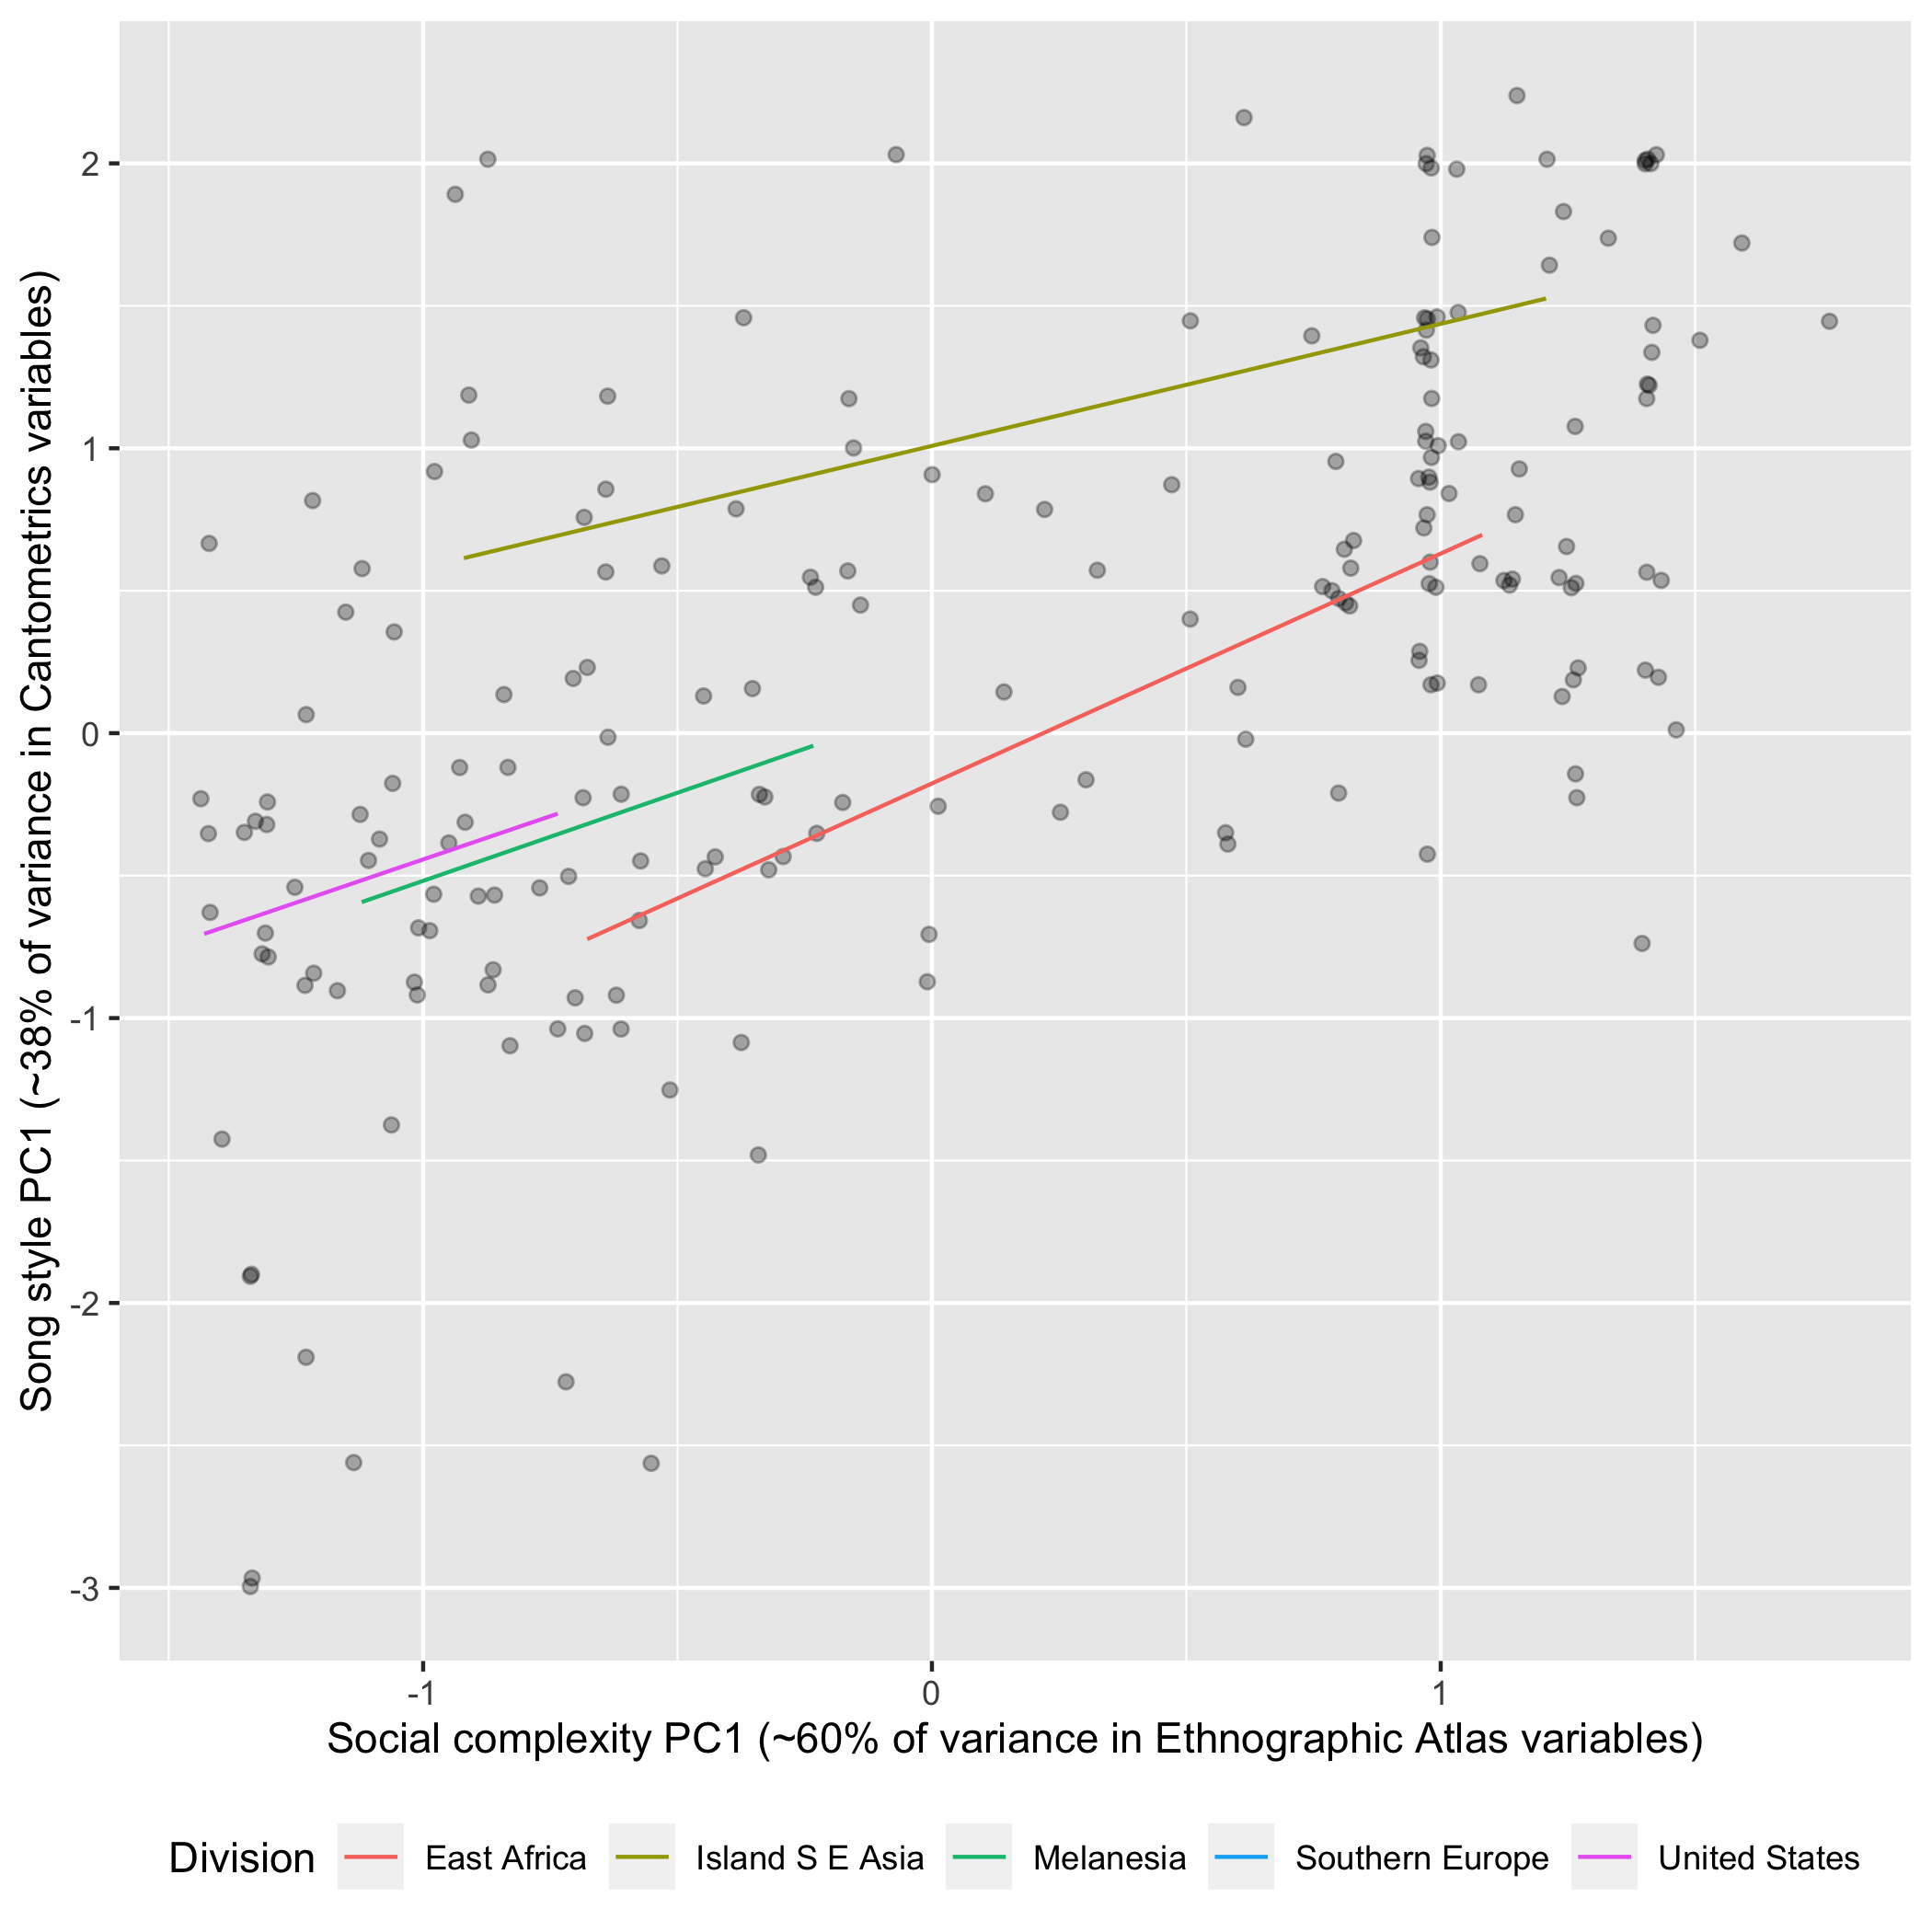 Song style PC1 (~38% of variance in Cantometrics variables)
2
1
0
-1
-2
-3
-1
0
1
Social complexity PC1 (~60% of variance in Ethnographic Atlas variables)
Division
East Africa
Island S E Asia
Melanesia
Southern Europe
United States